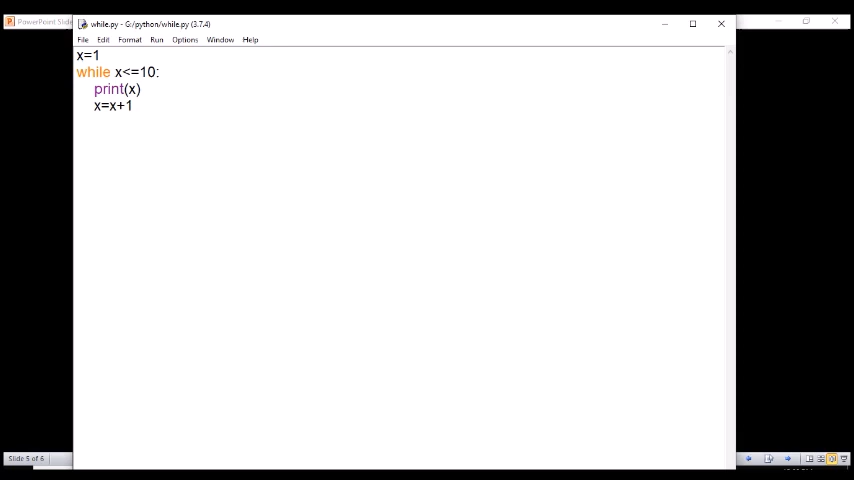 PowerPoint Slide
while.py - G:/python/while.py (3.7.4)
File Edit Format Run Options Window Help
x=1
while x<=10:
print(x)
x=x+1
Slide 5 of 6